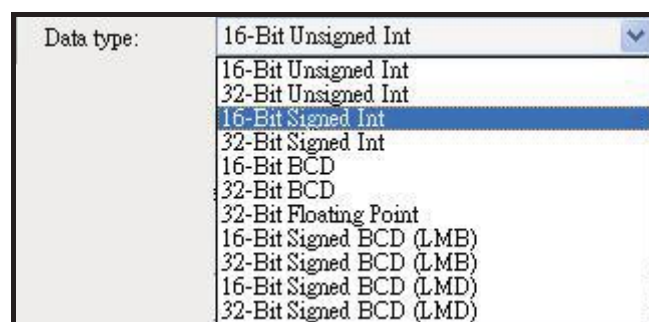 Data type: 16-Bit Unsigned Int
16-Bit Unsigned Int
32-Bit Unsigned Int
16-Bit Signed Int
32-Bit Signed Int
16-Bit BCD
32-Bit BCD
32-Bit Floating Point
16-Bit Signed BCD (LMB)
32-Bit Signed BCD (LMB)
16-Bit Signed BCD (LMD)
32-Bit Signed BCD (LMD)